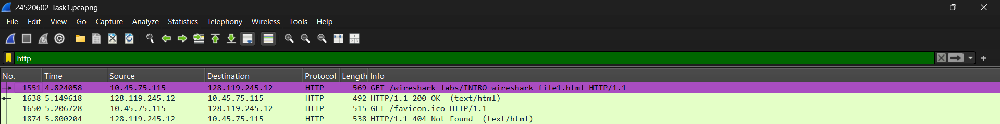 24520602-Task1.pcapng
File Edit View Go Capture Analyze Statistics Telephony Wireless Tools Help
http
No. Time Source Destination Protocol Length Info
1551 4.824058 10.45.75.115 128.119.245.12 HTTP 569 GET /wireshark-labs/INTRO-wireshark-file1.html HTTP/1.1
1638 5.149618 128.119.245.12 10.45.75.115 HTTP 492 HTTP/1.1 200 OK (text/html)
1650 5.206728 10.45.75.115 128.119.245.12 HTTP 515 GET /favicon.ico HTTP/1.1
1874 5.800204 128.119.245.12 10.45.75.115 HTTP 538 HTTP/1.1 404 Not Found (text/html)